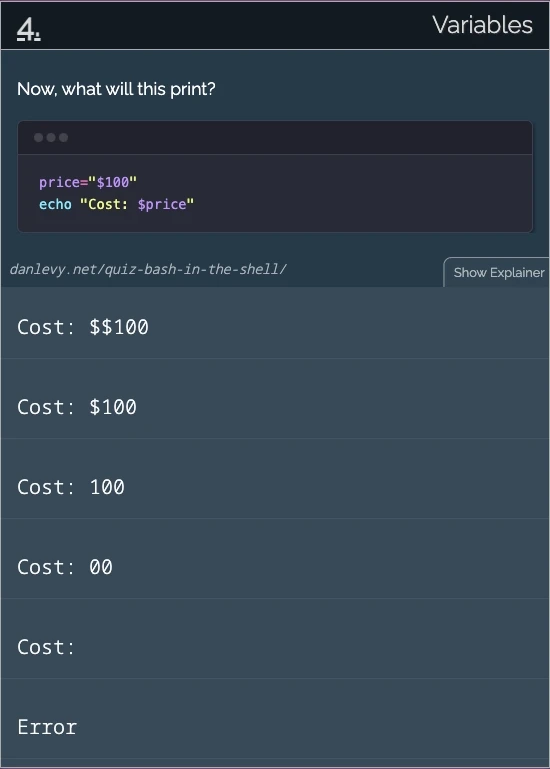 4.
Variables
Now, what will this print?
price="$100"
echo "Cost: $price"
danlevy.net/quiz-bash-in-the-shell/
Show Explainer
Cost: $$100
Cost: $100
Cost: 100
Cost: 00
Cost:
Error